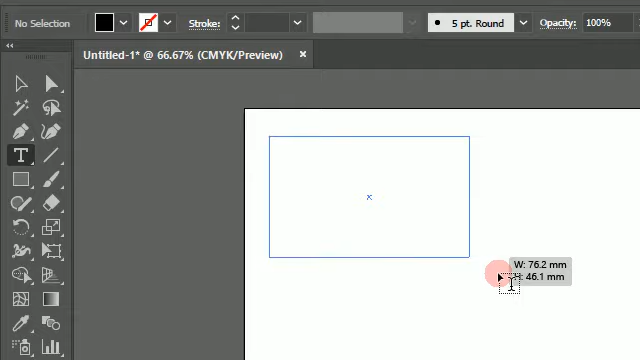 No Selection
Stroke:
5 pt. Round
Opacity:
100%
Untitled-1* @ 66.67% (CMYK/Preview)
W: 76.2 mm
H: 46.1 mm